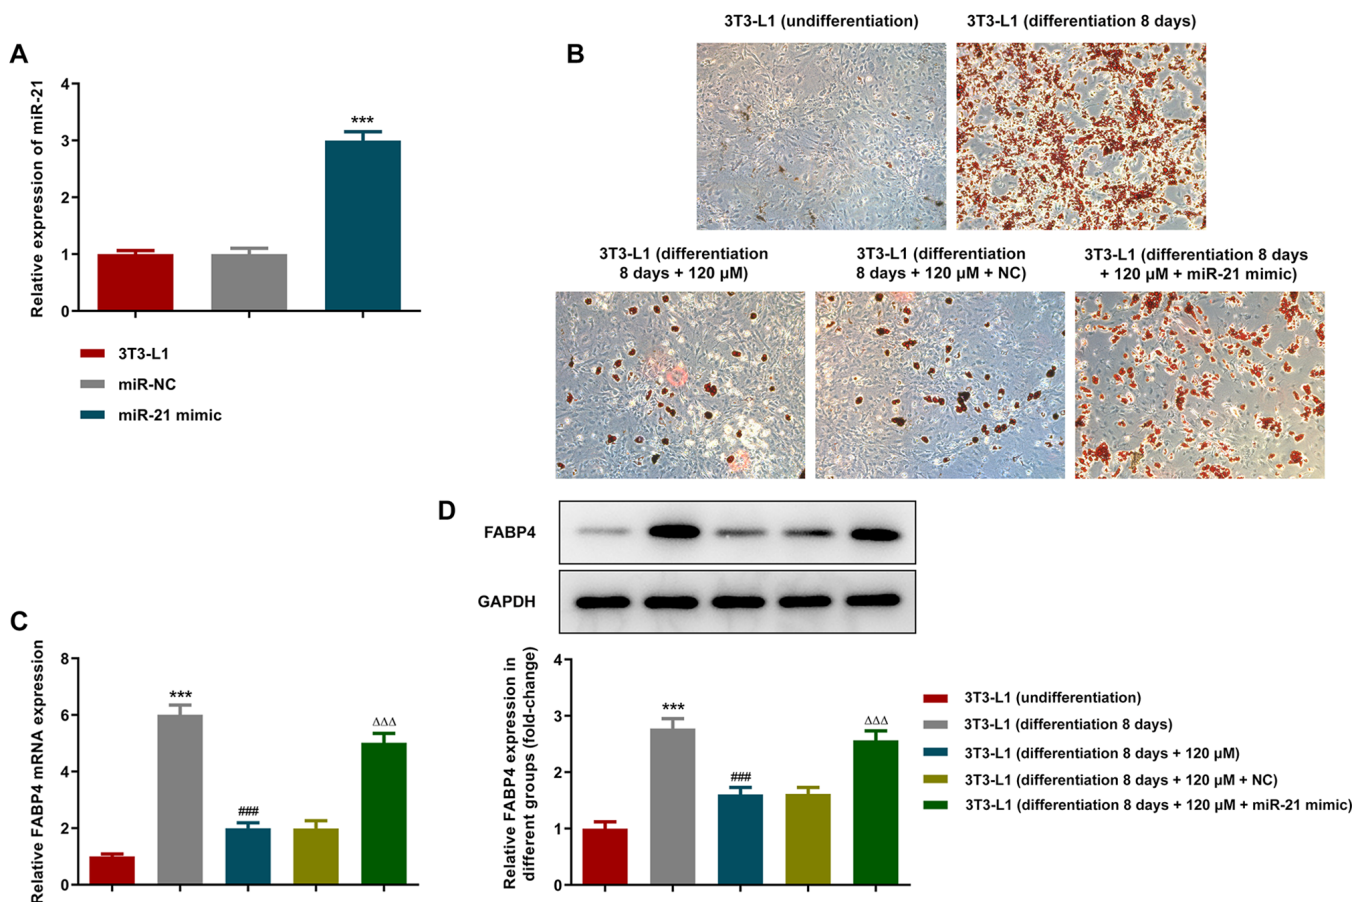 A
Relative expression of miR-21
4
3
2
1
0
***
3T3-L1
miR-NC
miR-21 mimic
B
3T3-L1 (undifferentiation)
3T3-L1 (differentiation 8 days)
3T3-L1 (differentiation
8 days + 120 μM)
3T3-L1 (differentiation
8 days + 120 μM + NC)
3T3-L1 (differentiation 8 days
+ 120 μM + miR-21 mimic)
C
Relative FABP4 mRNA expression
8
6
4
2
0
***
###
ΔΔΔ
D
FABP4
GAPDH
Relative FABP4 expression in
different groups (fold-change)
4
3
2
1
0
***
###
ΔΔΔ
3T3-L1 (undifferentiation)
3T3-L1 (differentiation 8 days)
3T3-L1 (differentiation 8 days + 120 μM)
3T3-L1 (differentiation 8 days + 120 μM + NC)
3T3-L1 (differentiation 8 days + 120 μM + miR-21 mimic)